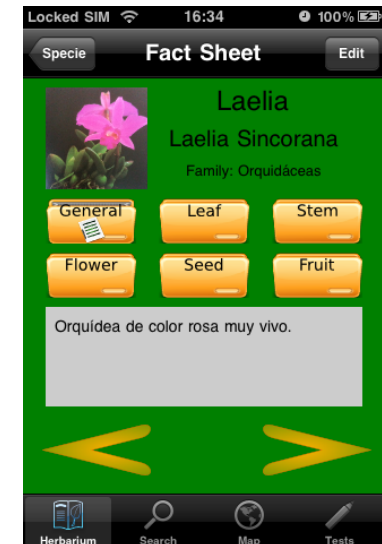 Locked SIM 16:34 100%
Specie Fact Sheet Edit
Laelia
Laelia Sincorana
Family: Orquidáceas
General Leaf Stem
Flower Seed Fruit
Orquídea de color rosa muy vivo.
Herbarium Search Map Tests